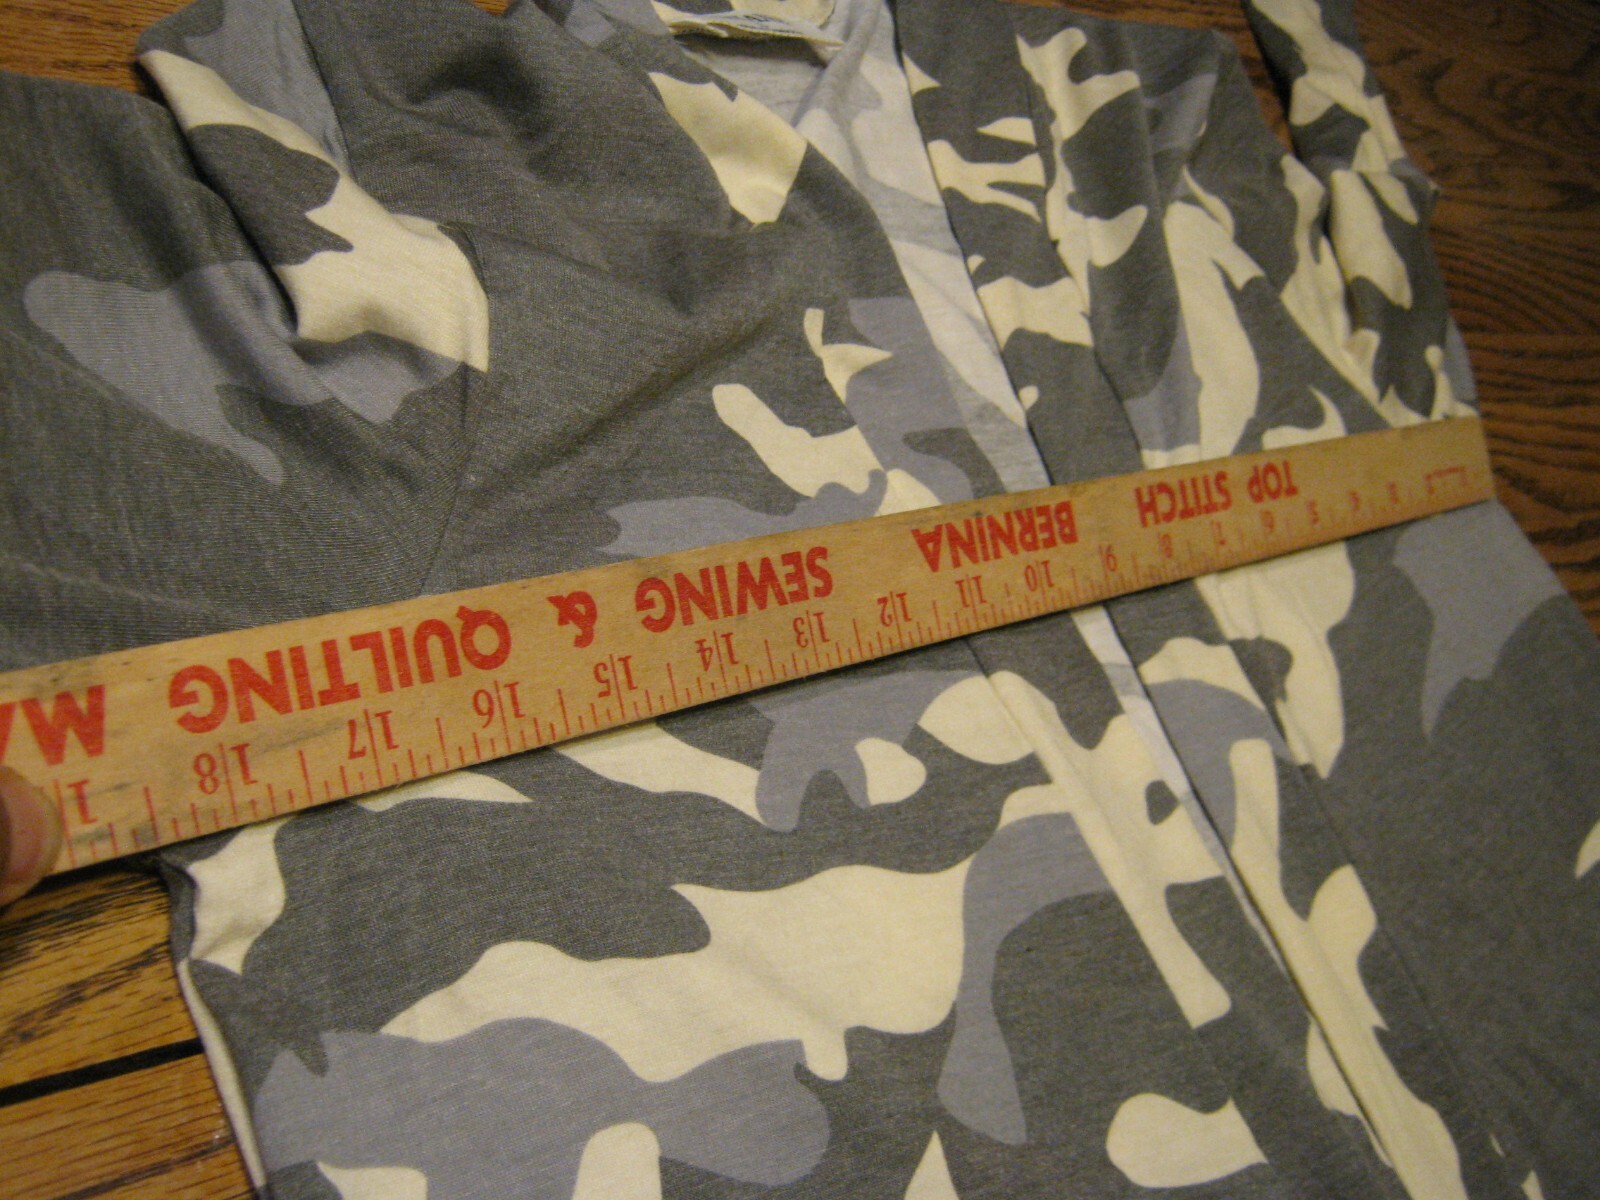 TOP STITCH BERNINA SEWING & QUILTING MA
3 4 5 6 7 8 9 10 11 12 13 14 15 16 17 18 1